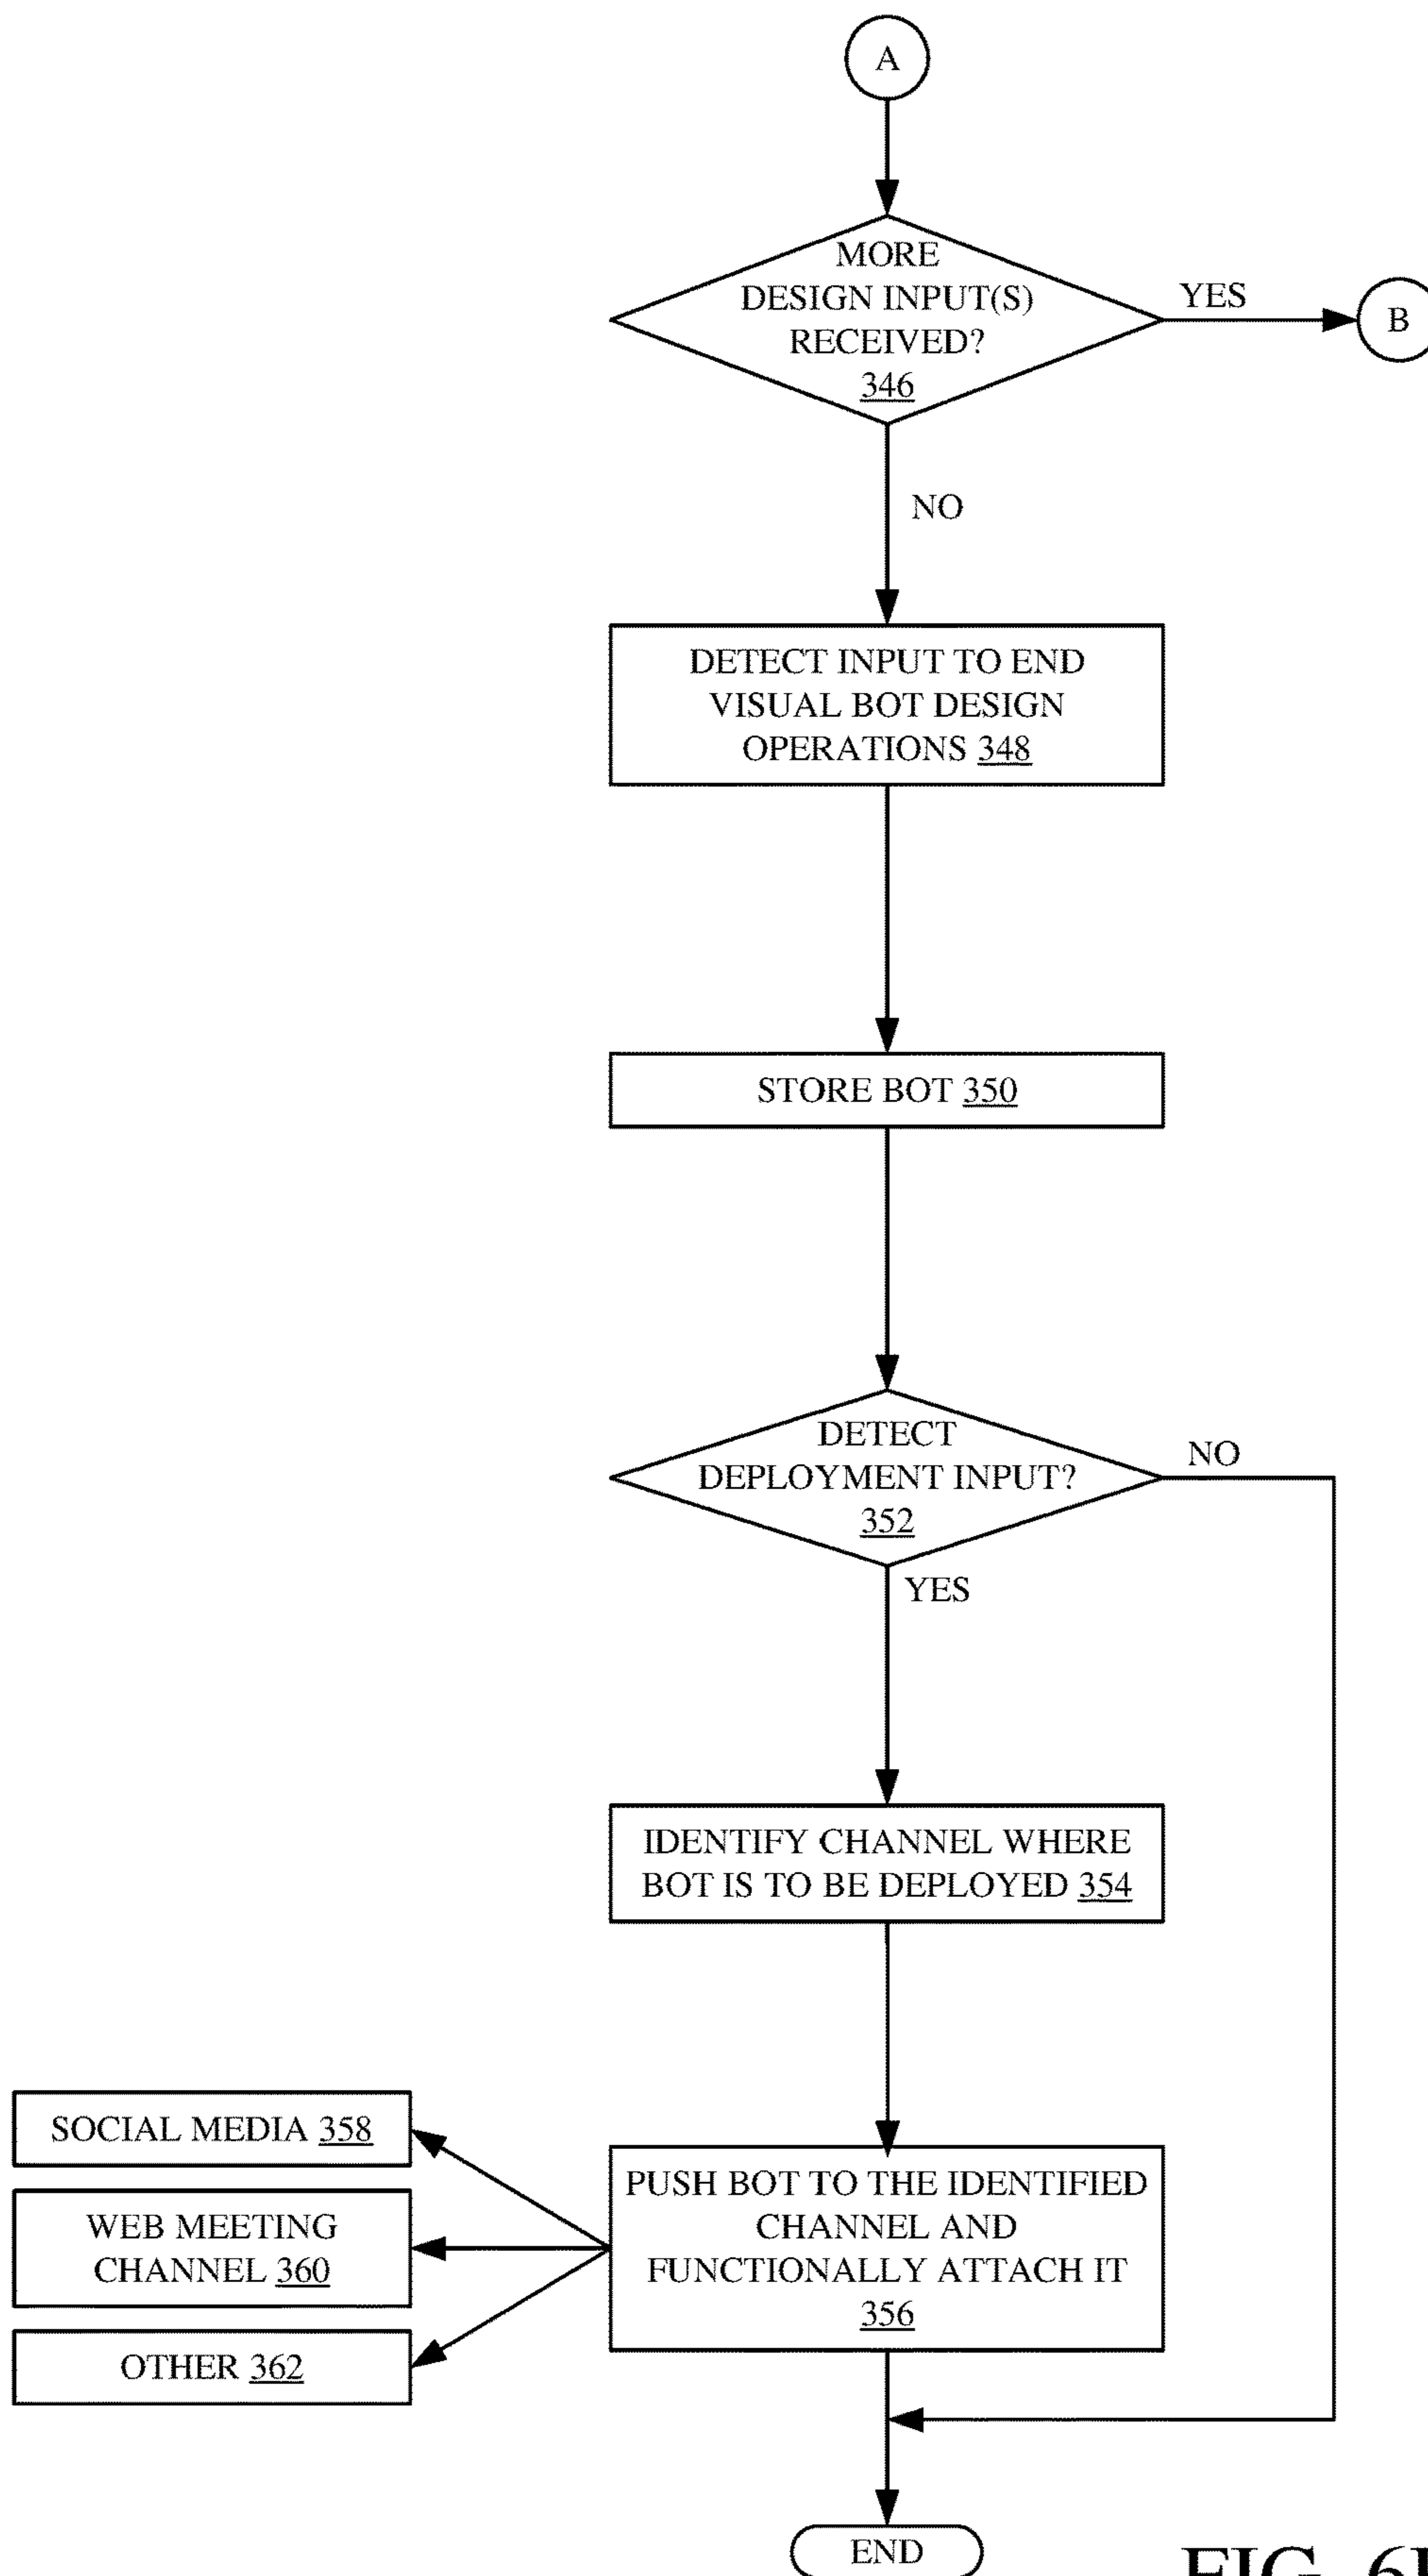 A
MORE
DESIGN INPUT(S)
RECEIVED?
346
YES
B
NO
DETECT INPUT TO END
VISUAL BOT DESIGN
OPERATIONS 348
STORE BOT 350
DETECT
DEPLOYMENT INPUT?
352
NO
YES
IDENTIFY CHANNEL WHERE
BOT IS TO BE DEPLOYED 354
SOCIAL MEDIA 358
WEB MEETING
CHANNEL 360
OTHER 362
PUSH BOT TO THE IDENTIFIED
CHANNEL AND
FUNCTIONALLY ATTACH IT
356
END
FIG.